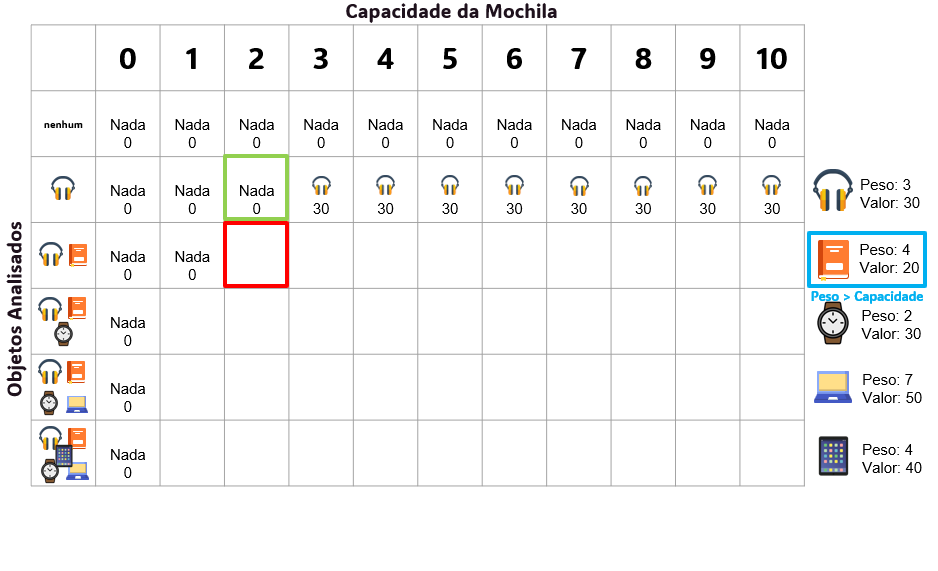 Capacidade da Mochila
0 1 2 3 4 5 6 7 8 9 10
Objetos Analisados
nenhum
Nada Nada Nada Nada Nada Nada Nada Nada Nada Nada Nada
0 0 0 0 0 0 0 0 0 0 0
Nada Nada Nada
0 0 0 30 30 30 30 30 30 30 30
Peso: 3
Valor: 30
Nada Nada
0 0
Peso: 4
Valor: 20
Peso > Capacidade
Nada
0
Peso: 2
Valor: 30
Nada
0
Peso: 7
Valor: 50
Nada
0
Peso: 4
Valor: 40